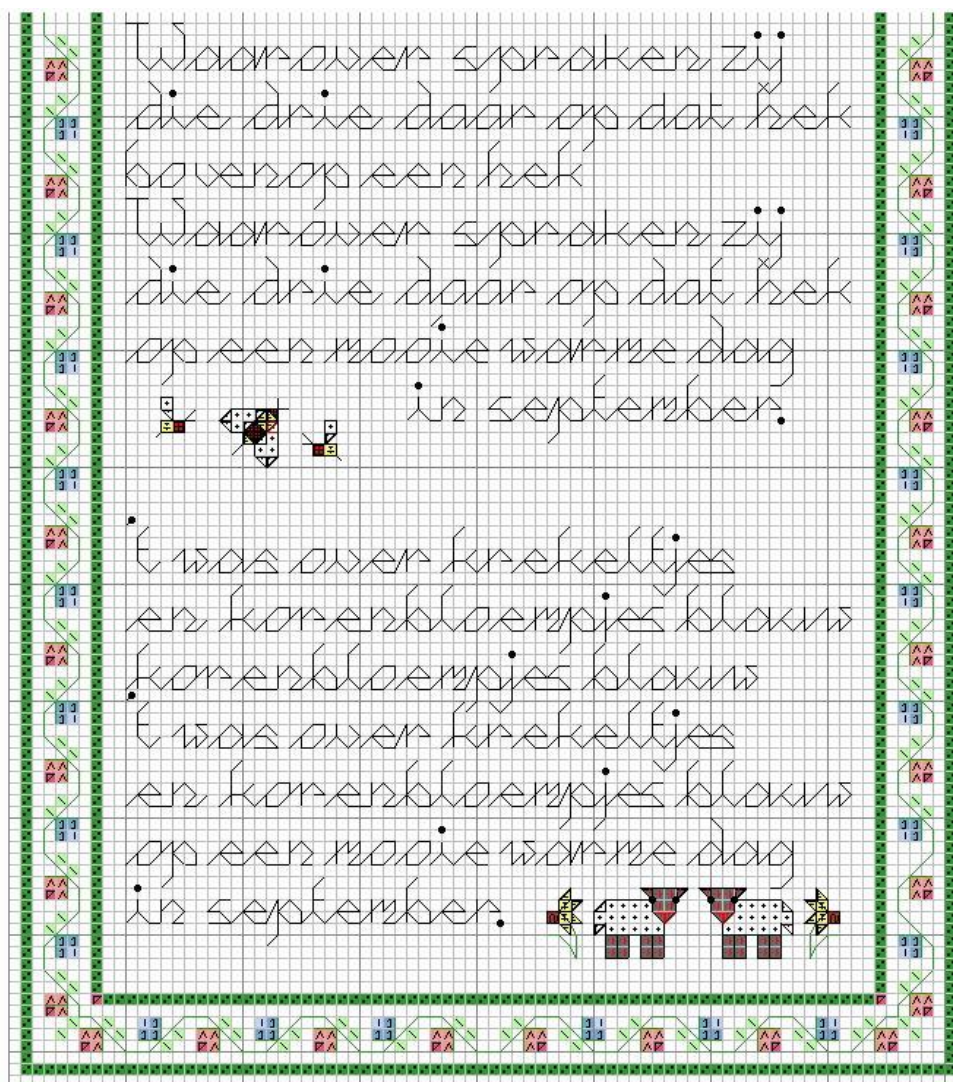 Waarover spraken zij
die drie daar op dat hek
bovenop een hek
Waarover spraken zij
die drie daar op dat hek
op een mooie warme dag
in september.
't was over krekeltjes
en korenbloempjes blauw
korenbloempjes blauw
't was over krekeltjes
en korenbloempjes blauw
op een mooie warme dag
in september.